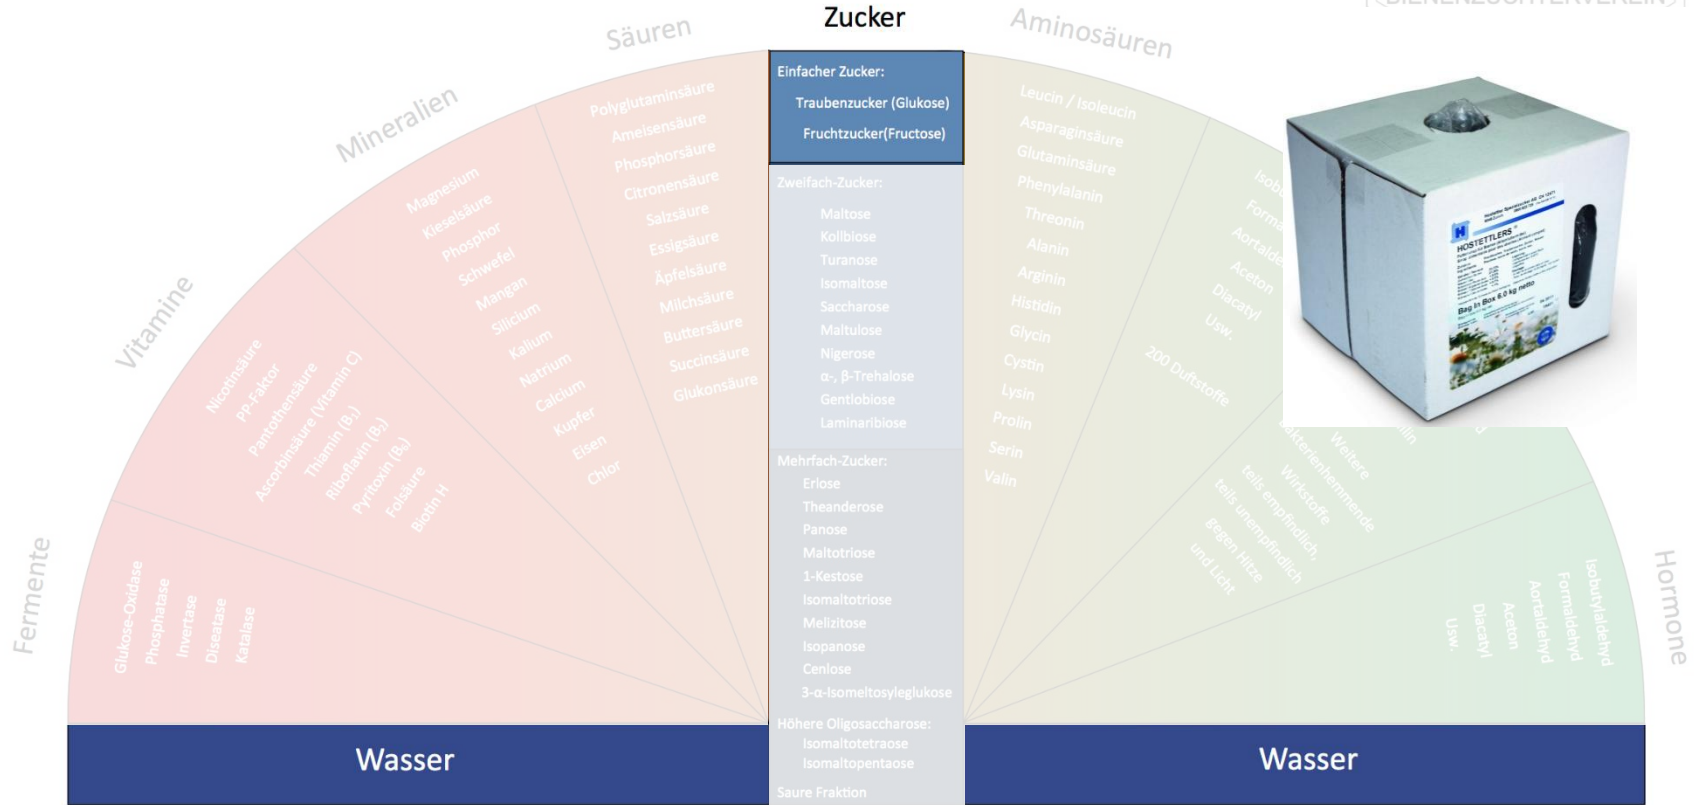 BIENENZÜCHTERVEREIN
Zucker
Säuren
Aminosäuren
Mineralien
Vitamine
Fermente
Hormone
Einfacher Zucker:
Traubenzucker (Glukose)
Fruchtzucker(Fructose)
Zweifach-Zucker:
Maltose
Kollbiose
Turanose
Isomaltose
Saccharose
Maltulose
Nigerose
α-, β-Trehalose
Gentlobiose
Laminaribiose
Mehrfach-Zucker:
Erlose
Theanderose
Panose
Maltotriose
1-Kestose
Isomaltotriose
Melizitose
Isopanose
Cenlose
3-α-Isomeltosyleglukose
Höhere Oligosaccharose:
Isomaltotetraose
Isomaltopentaose
Saure Fraktion
Polyglutaminsäure
Ameisensäure
Phosphorsäure
Citronensäure
Salzsäure
Essigsäure
Äpfelsäure
Milchsäure
Buttersäure
Succinsäure
Glukonsäure
Magnesium
Kieselsäure
Phosphor
Schwefel
Mangan
Silicium
Kalium
Natrium
Calcium
Kupfer
Eisen
Chlor
Nicotinsäure
PP-Faktor
Pantothensäure
Ascorbinsäure (Vitamin C)
Thiamin (B₁)
Riboflavin (B₂)
Pyritoxin (B₆)
Folsäure
Biotin H
Glukose-Oxidase
Phosphatase
Invertase
Diseatase
Katalase
Leucin / Isoleucin
Asparaginsäure
Glutaminsäure
Phenylalanin
Threonin
Alanin
Arginin
Histidin
Glycin
Cystin
Lysin
Prolin
Serin
Valin
Aceton
Diacatyl
Usw.
200 Duftstoffe
Weitere
Bakterienhemmende
Wirkstoffe
teils empfindlich,
teils unempfindlich
gegen Hitze
und Licht
Isobutylaldehyd
Formaldehyd
Aortaldehyd
Aceton
Diacatyl
Usw.
H
HOSTETTLERS
Bag In Box 6.0 kg netto
Wasser
Wasser